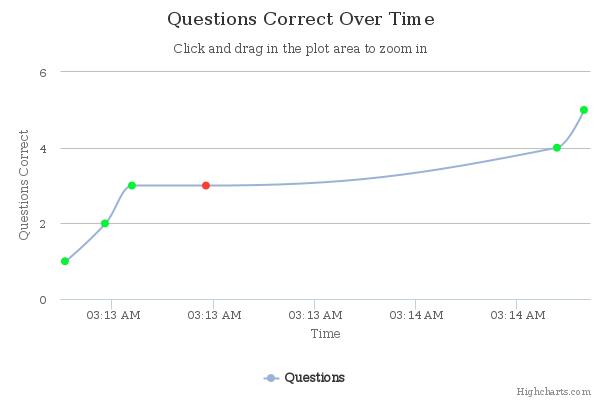 Questions Correct Over Time
Click and drag in the plot area to zoom in
Questions Correct
6
4
2
0
03:13 AM 03:13 AM 03:13 AM 03:14 AM 03:14 AM
Time
Questions
Highcharts.com